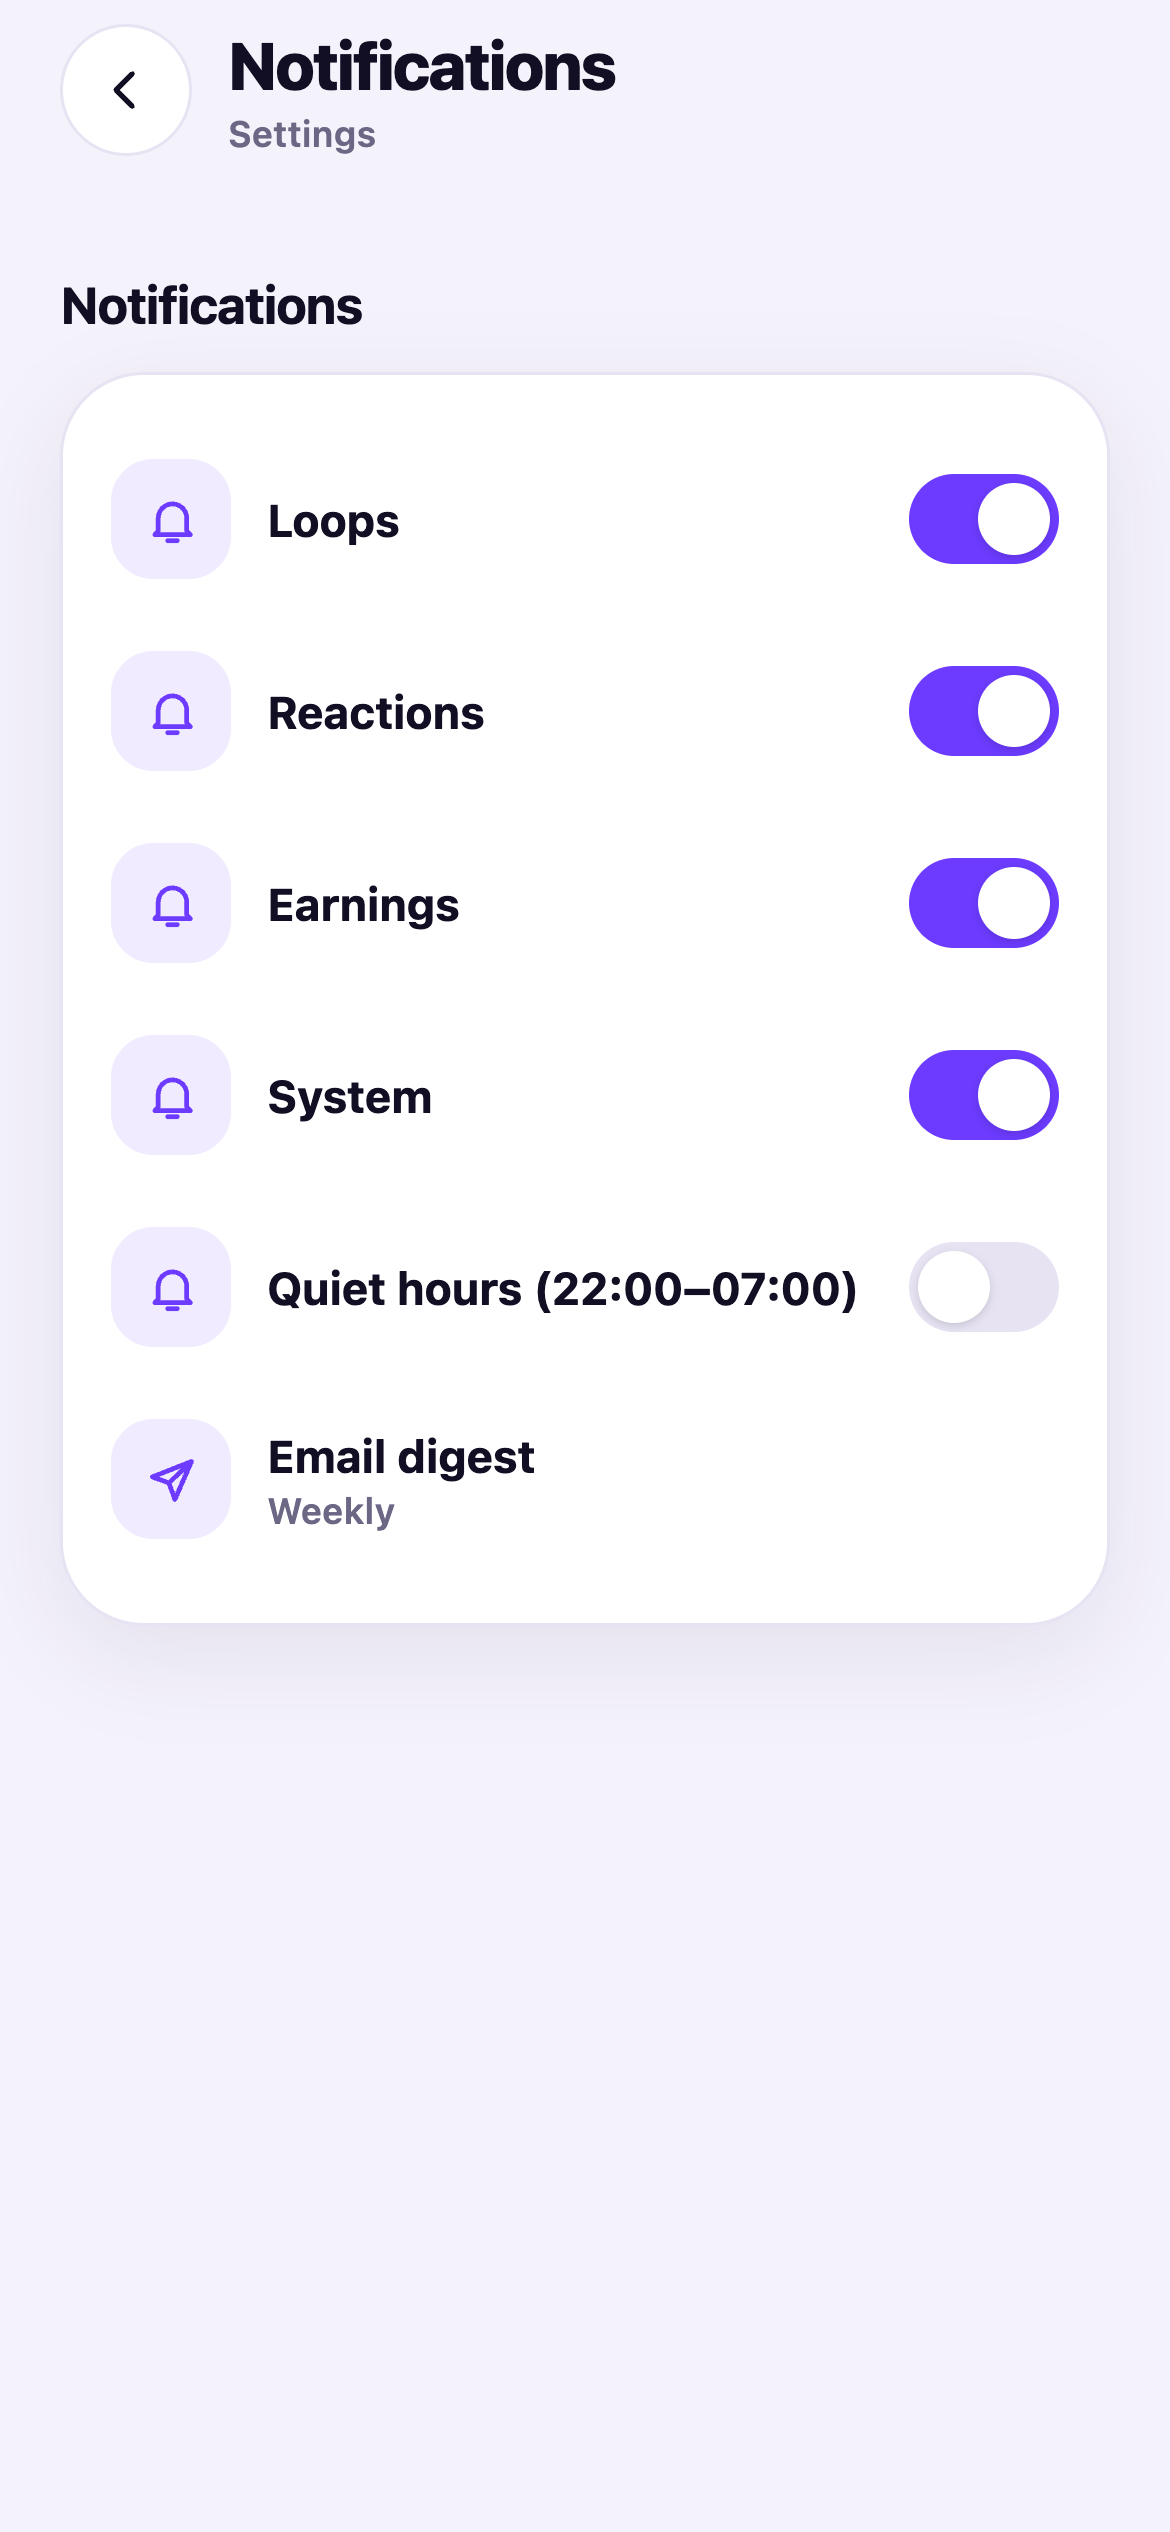 Notifications
Settings
Notifications
Loops
Reactions
Earnings
System
Quiet hours (22:00–07:00)
Email digest
Weekly